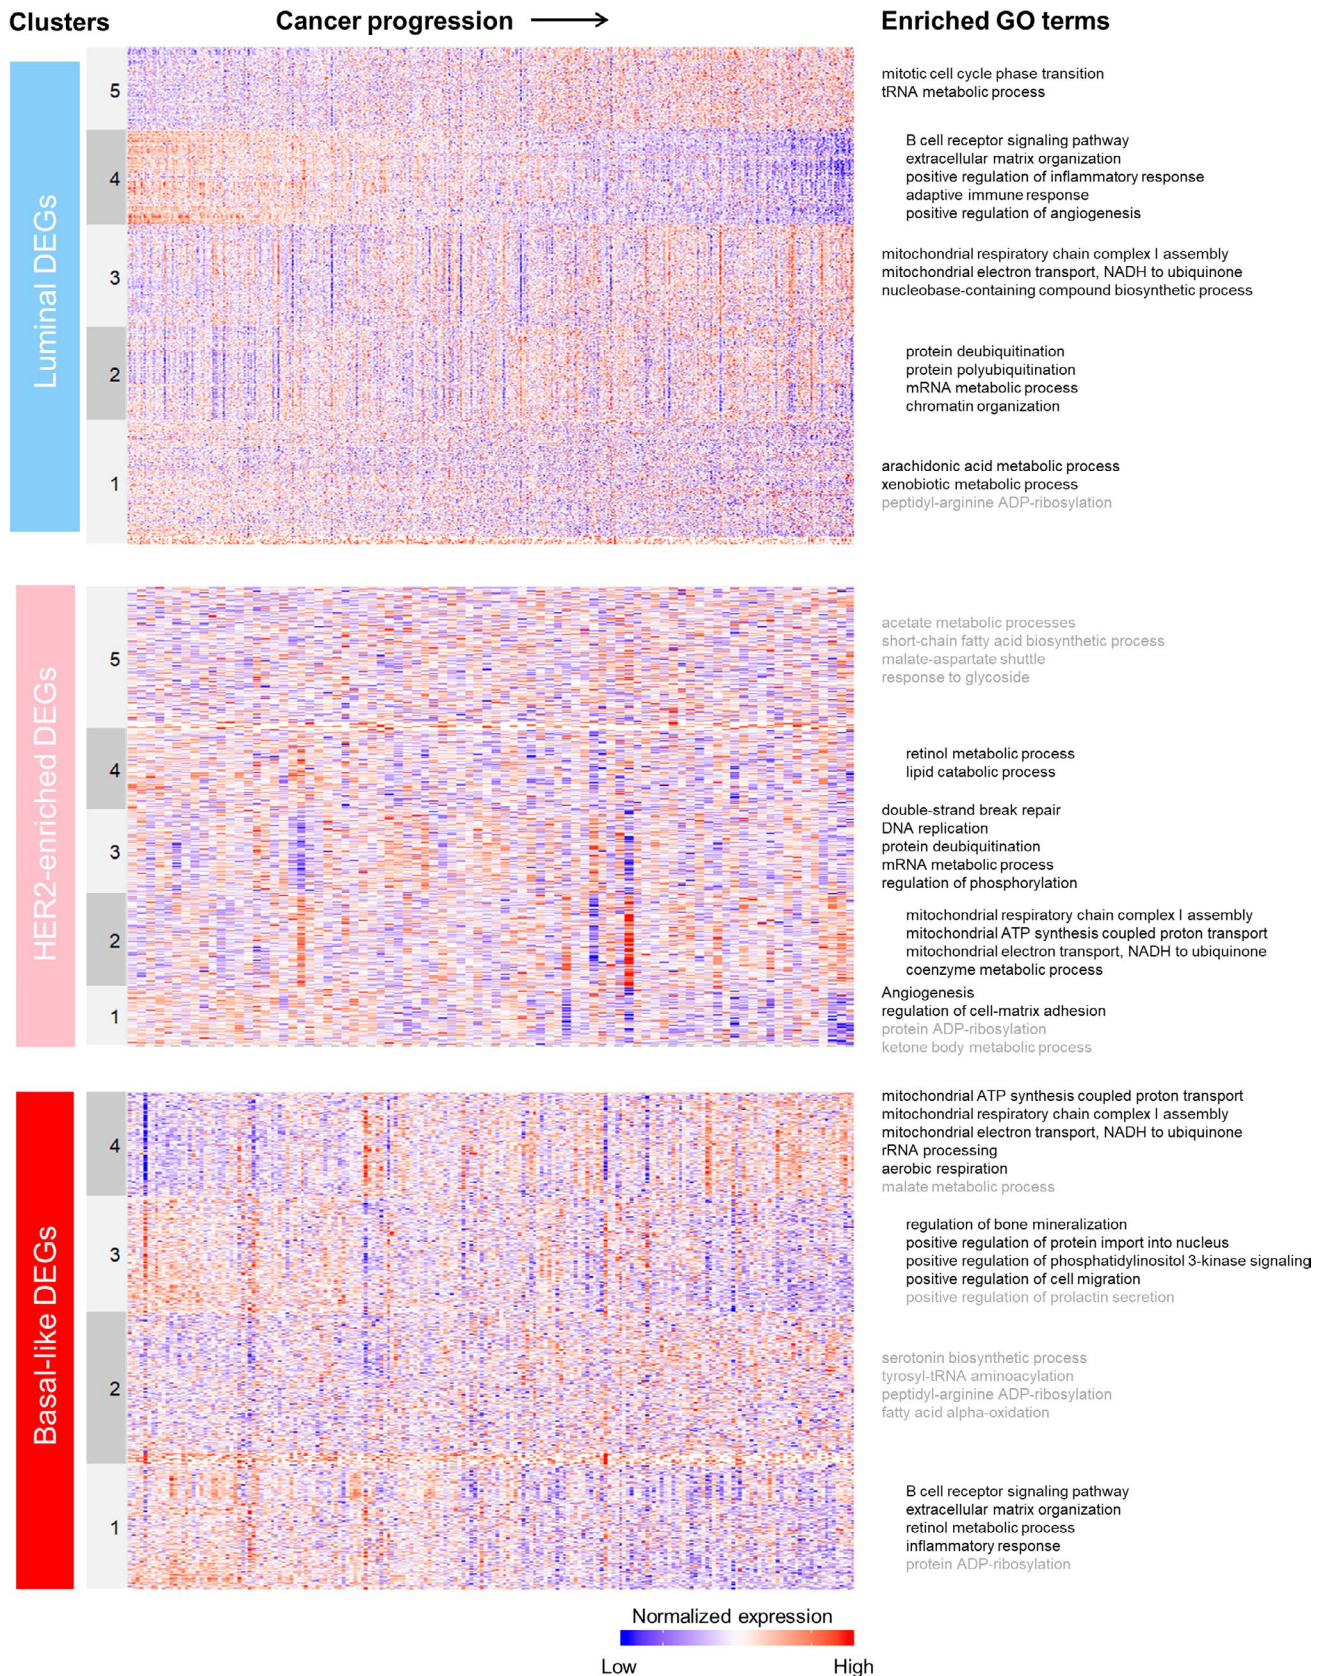 Clusters
Cancer progression
Enriched GO terms
Luminal DEGs
5
mitotic cell cycle phase transition
tRNA metabolic process
4
B cell receptor signaling pathway
extracellular matrix organization
positive regulation of inflammatory response
adaptive immune response
positive regulation of angiogenesis
3
mitochondrial respiratory chain complex I assembly
mitochondrial electron transport, NADH to ubiquinone
nucleobase-containing compound biosynthetic process
2
protein deubiquitination
protein polyubiquitination
mRNA metabolic process
chromatin organization
1
arachidonic acid metabolic process
xenobiotic metabolic process
peptidyl-arginine ADP-ribosylation
HER2-enriched DEGs
5
acetate metabolic processes
short-chain fatty acid biosynthetic process
malate-aspartate shuttle
response to glycoside
4
retinol metabolic process
lipid catabolic process
3
double-strand break repair
DNA replication
protein deubiquitination
mRNA metabolic process
regulation of phosphorylation
2
mitochondrial respiratory chain complex I assembly
mitochondrial ATP synthesis coupled proton transport
mitochondrial electron transport, NADH to ubiquinone
coenzyme metabolic process
1
Angiogenesis
regulation of cell-matrix adhesion
protein ADP-ribosylation
ketone body metabolic process
Basal-like DEGs
4
mitochondrial ATP synthesis coupled proton transport
mitochondrial respiratory chain complex I assembly
mitochondrial electron transport, NADH to ubiquinone
rRNA processing
aerobic respiration
malate metabolic process
3
regulation of bone mineralization
positive regulation of protein import into nucleus
positive regulation of phosphatidylinositol 3-kinase signaling
positive regulation of cell migration
positive regulation of prolactin secretion
2
serotonin biosynthetic process
tyrosyl-tRNA aminoacylation
peptidyl-arginine ADP-ribosylation
fatty acid alpha-oxidation
1
B cell receptor signaling pathway
extracellular matrix organization
retinol metabolic process
inflammatory response
protein ADP-ribosylation
Normalized expression
Low
High